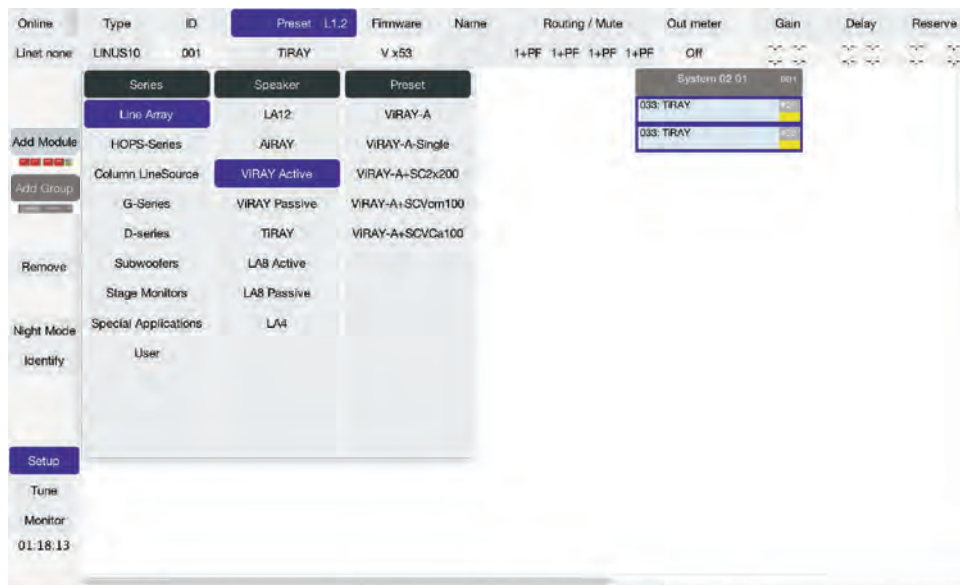 Online Type ID Preset L1.2 Firmware Name Routing / Mute Out meter Gain Delay Reserve
Linet none LINUS10 001 TiRAY V x53 1+PF 1+PF 1+PF 1+PF Off
Series Speaker Preset System 02 01 001
Line Array LA12 ViRAY-A 033: TiRAY
Add Module HOPS-Series AiRAY ViRAY-A-Single 033: TiRAY
Column LineSource ViRAY Active ViRAY-A+SC2x200
Add Group
G-Series ViRAY Passive ViRAY-A+SCVom100
D-series TiRAY ViRAY-A+SCVCa100
Remove Subwoofers LA8 Active
Stage Monitors LA8 Passive
Night Mode Special Applications LA4
Identify User
Setup
Tune
Monitor
01:18:13